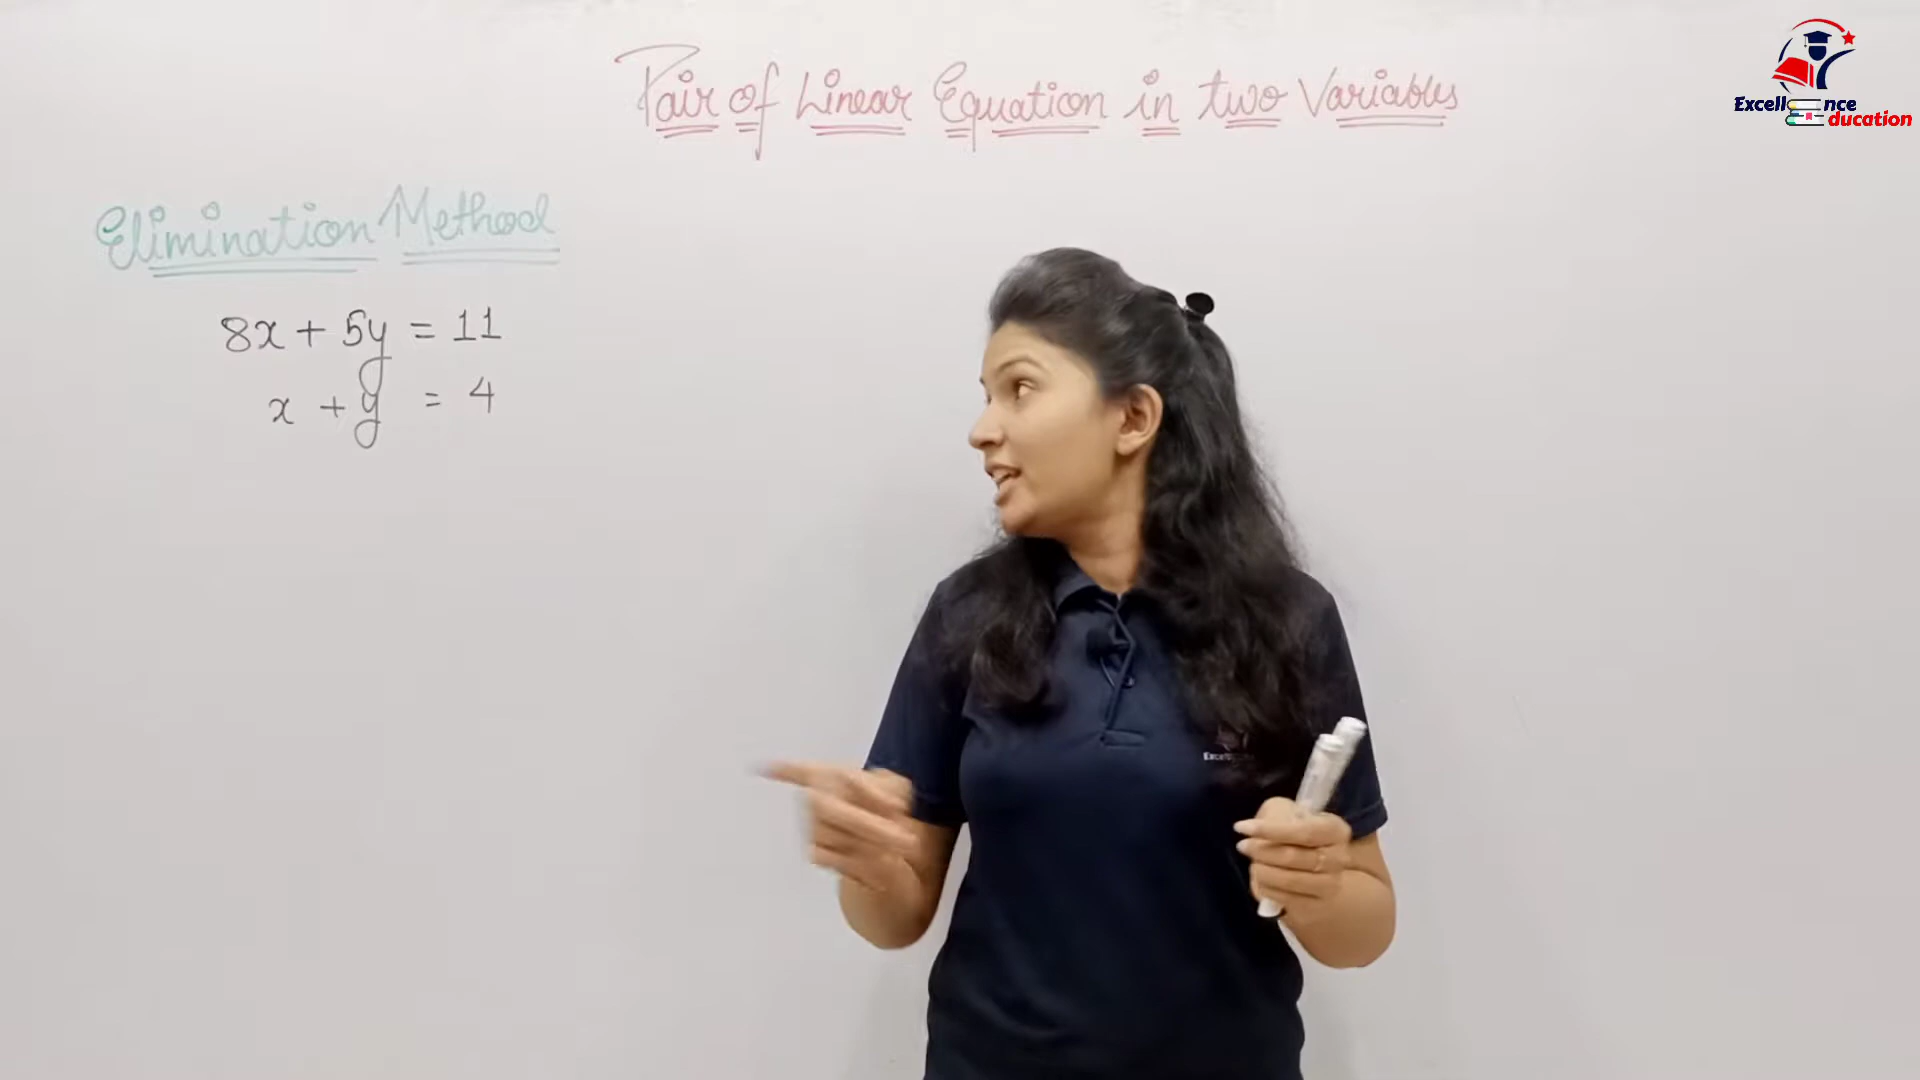 Pair of Linear Equation in two Variables
Excellence
Education
Elimination Method
8x + 5y = 11
x + y = 4